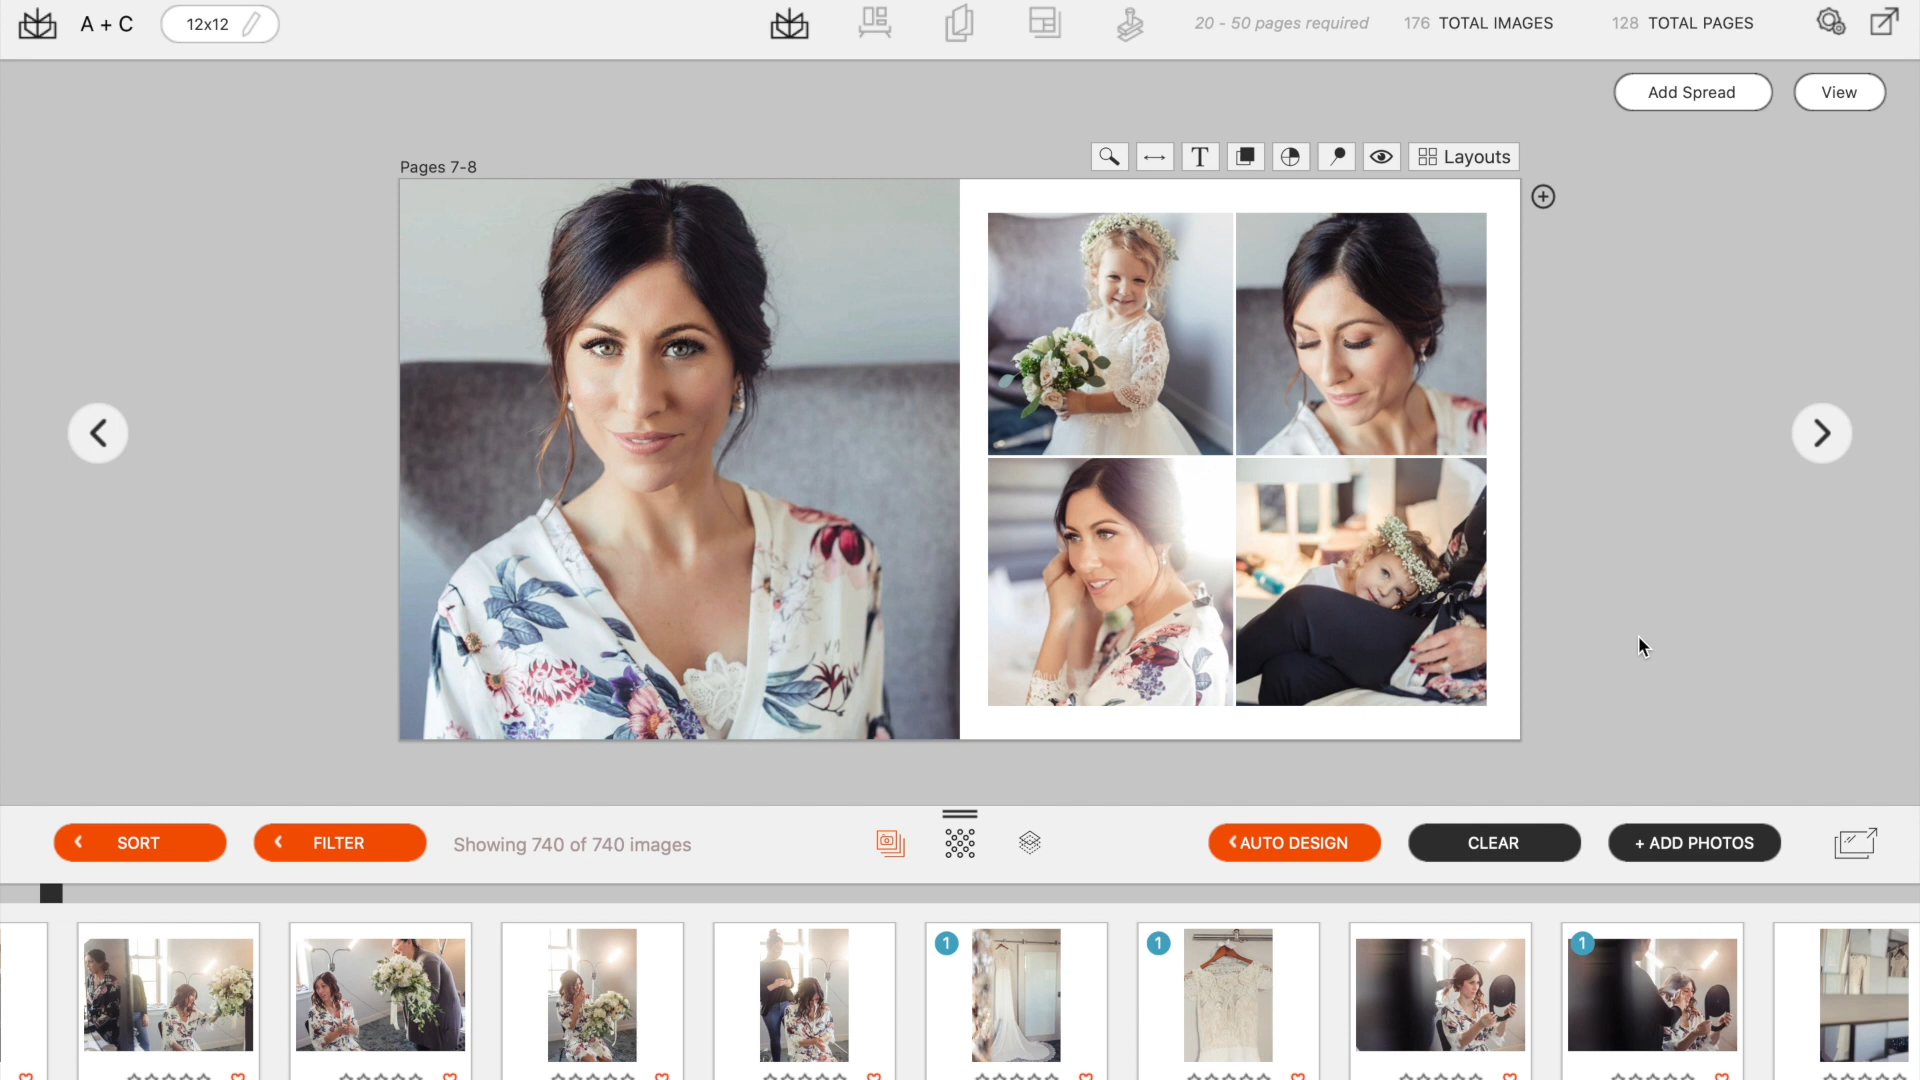 A + C
12x12
20 - 50 pages required
176 TOTAL IMAGES
128 TOTAL PAGES
Add Spread
View
Pages 7-8
T
Layouts
SORT
FILTER
Showing 740 of 740 images
AUTO DESIGN
CLEAR
+ ADD PHOTOS
1
1
1